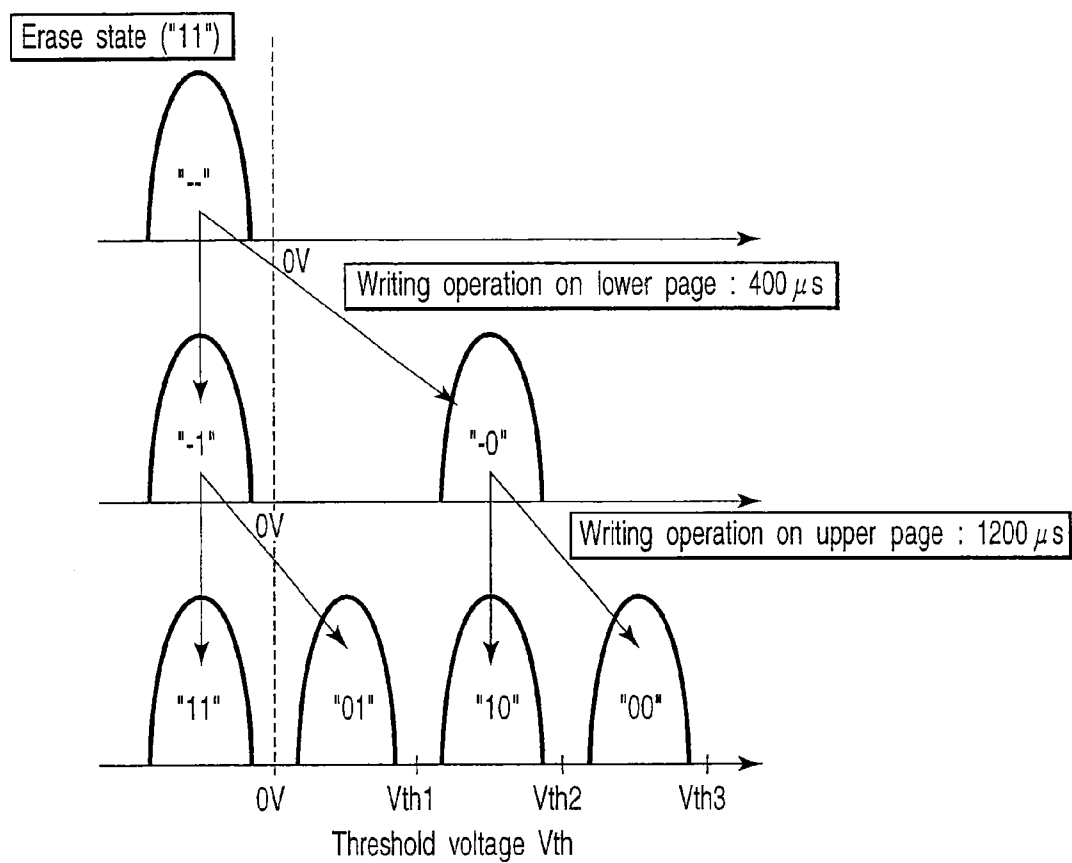 Erase state ("11")
"--"
0V
Writing operation on lower page : 400 μs
"-1"
"-0"
0V
Writing operation on upper page : 1200 μs
"11"
"01"
"10"
"00"
0V
Vth1
Vth2
Vth3
Threshold voltage Vth